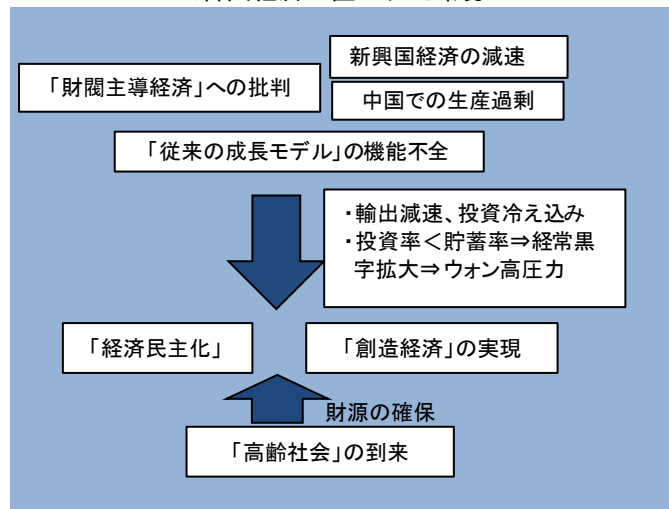 新興国経済の減速
「財閥主導経済」への批判
中国での生産過剰
「従来の成長モデル」の機能不全
・輸出減速、投資冷え込み
・投資率＜貯蓄率⇒経常黒
字拡大⇒ウォン高圧力
「経済民主化」
「創造経済」の実現
財源の確保
「高齢社会」の到来